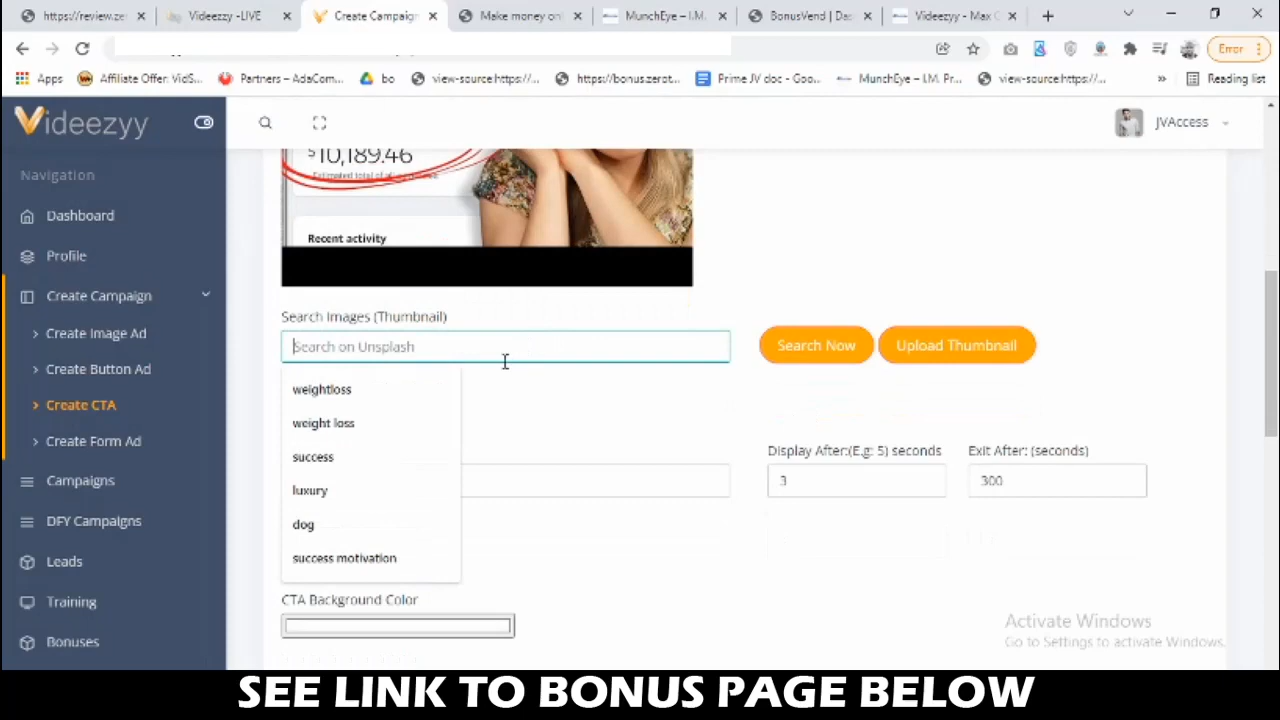 https://review.ze
Videezzy -LIVE
Create Campaign
Make money on
MunchEye – I.M.
BonusVend | Da
Videezyy - Max C
Error
Apps
Affiliate Offer: VidS...
Partners – AdaCom...
bo
view-source:https://...
https://bonus.zerot...
Prime JV doc - Goo...
MunchEye – I.M. Pr...
view-source:https://...
»
Reading list
Videezyy
JVAccess
Navigation
Dashboard
Profile
Create Campaign
Create Image Ad
Create Button Ad
Create CTA
Create Form Ad
Campaigns
DFY Campaigns
Leads
Training
Bonuses
$10,189.46
Recent activity
Search Images (Thumbnail)
Search on Unsplash
Search Now
Upload Thumbnail
weightloss
weight loss
success
luxury
dog
success motivation
Display After:(E.g: 5) seconds
Exit After: (seconds)
3
300
CTA Background Color
Activate Windows
Go to Settings to activate Windows.
SEE LINK TO BONUS PAGE BELOW